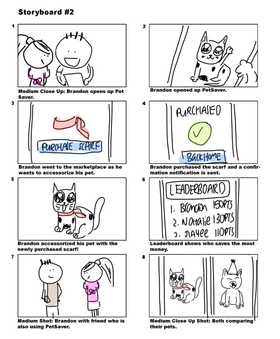 Storyboard #2
1
Medium Close Up: Brandon opens up Pet
Saver.
2
Brandon opened up PetSaver.
3
PURCHASE SCARF
Brandon went to the marketplace as he
wants to accessorize his pet.
4
PURCHASED
BACK HOME
Brandon purchased the scarf and a confir-
mation notification is sent.
5
Brandon accessorized his pet with the
newly purchased scarf!
6
LEADERBOARD
1. Brandon 150PTS
2. Natalie 130PTS
3. 110PTS
Leaderboard shows who saves the most
money.
7
Medium Shot: Brandon with friend who is
also using PetSaver.
8
Medium Close Up Shot: Both comparing
their pets.